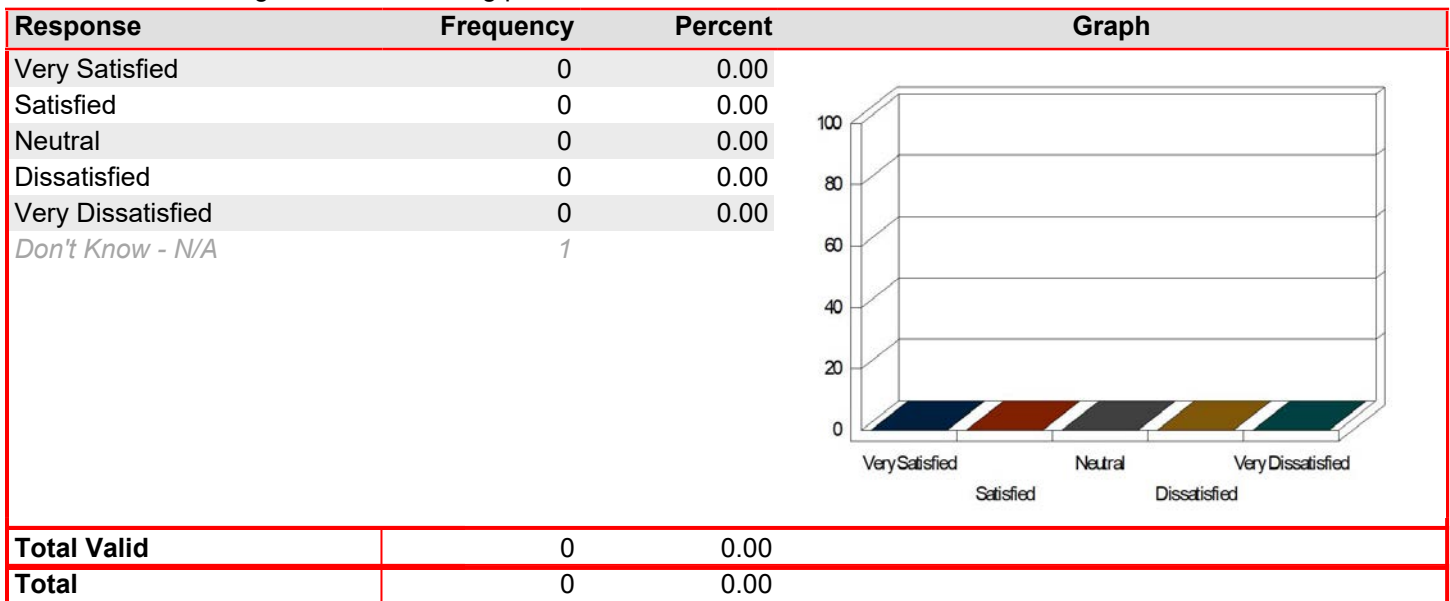 Response Frequency Percent Graph
Very Satisfied 0 0.00
Satisfied 0 0.00
Neutral 0 0.00
Dissatisfied 0 0.00
Very Dissatisfied 0 0.00
Don't Know - N/A 1
100
80
60
40
20
0
Very Satisfied Neutral Very Dissatisfied
Satisfied Dissatisfied
Total Valid 0 0.00
Total 0 0.00